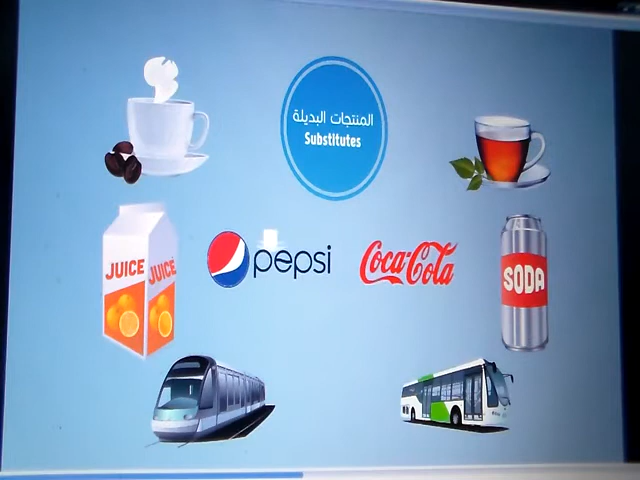 المنتجات البديلة
Substitutes
JUICE JUICE
pepsi
Coca-Cola
SODA